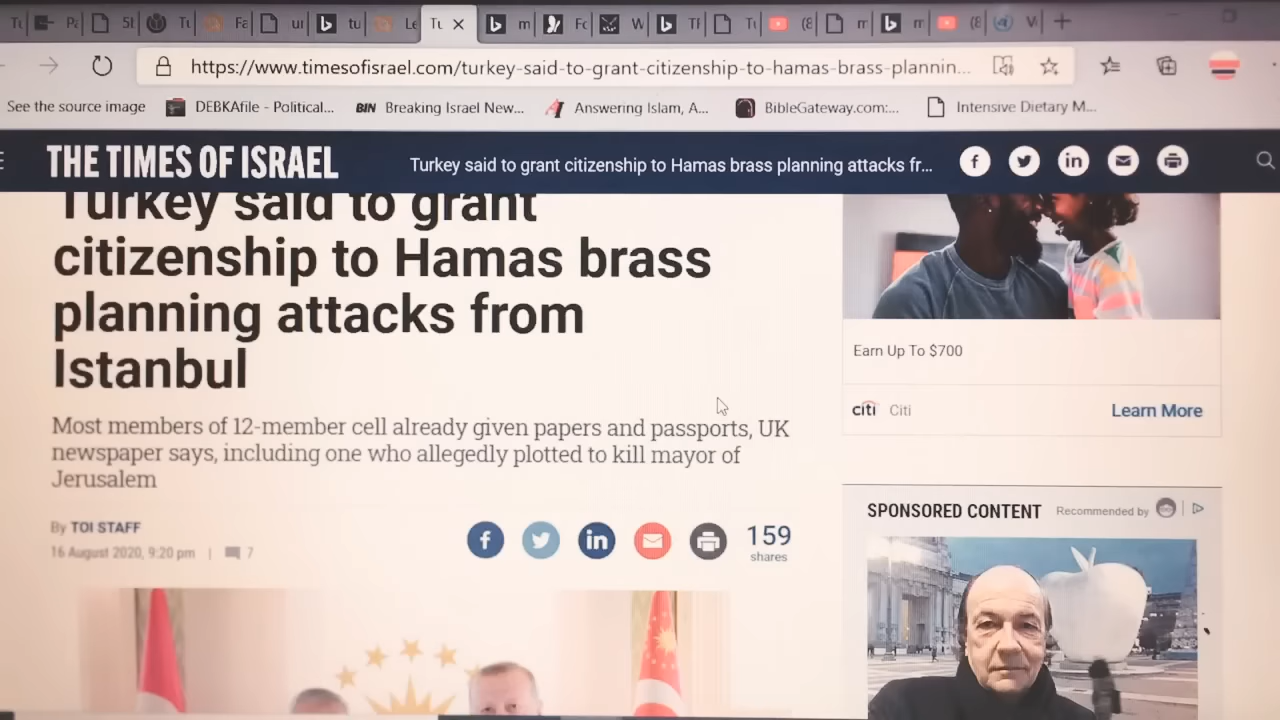 https://www.timesofisrael.com/turkey-said-to-grant-citizenship-to-hamas-brass-plannin...
See the source image
DEBKAfile - Political...
BIN Breaking Israel New...
Answering Islam, A...
BibleGateway.com:...
Intensive Dietary M...
THE TIMES OF ISRAEL
Turkey said to grant citizenship to Hamas brass planning attacks fr...
Turkey said to grant
citizenship to Hamas brass
planning attacks from
Istanbul
Most members of 12-member cell already given papers and passports, UK
newspaper says, including one who allegedly plotted to kill mayor of
Jerusalem
By TOI STAFF
16 August 2020, 9:20 pm | 7
159
shares
Earn Up To $700
citi Citi
Learn More
SPONSORED CONTENT
Recommended by